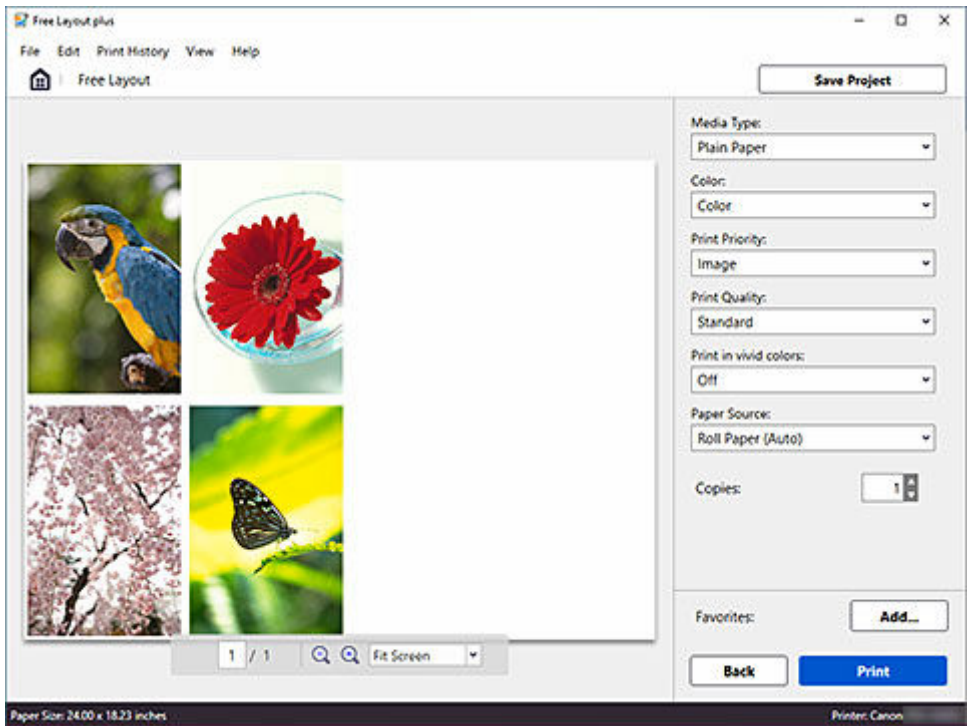 Free Layout plus
File Edit Print History View Help
Free Layout
Save Project
Media Type:
Plain Paper
Color:
Color
Print Priority:
Image
Print Quality:
Standard
Print in vivid colors:
Off
Paper Source:
Roll Paper (Auto)
Copies: 1
Favorites: Add...
1 / 1 Fit Screen
Back Print
Paper Size: 24.00 x 18.23 inches Printer: Canon